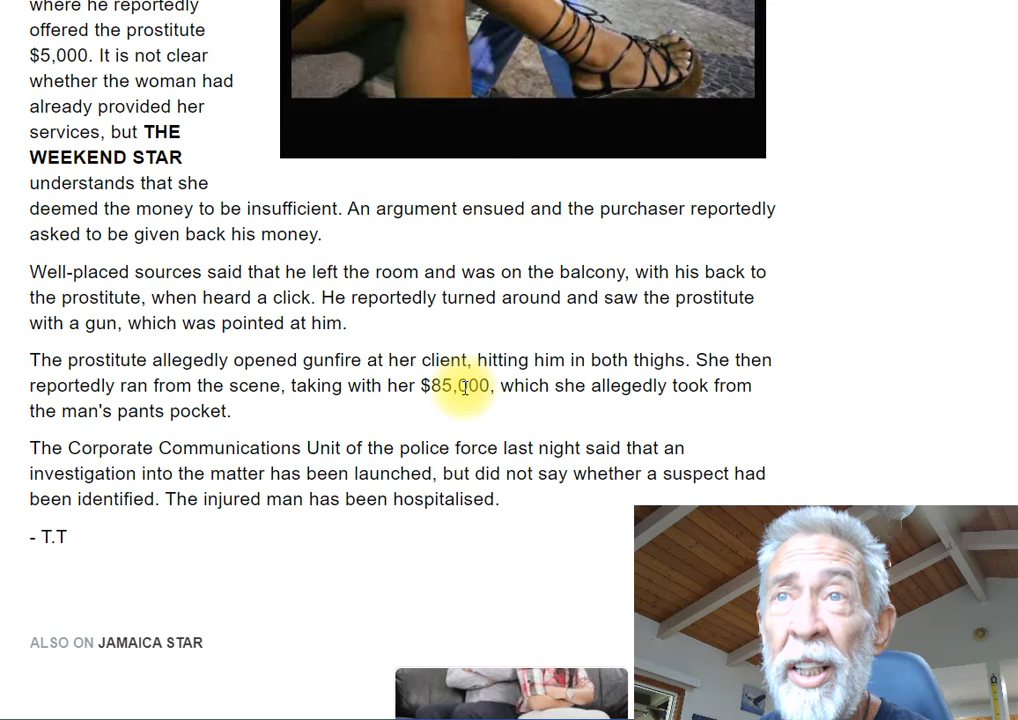 where he reportedly
offered the prostitute
$5,000. It is not clear
whether the woman had
already provided her
services, but THE
WEEKEND STAR
understands that she
deemed the money to be insufficient. An argument ensued and the purchaser reportedly
asked to be given back his money.
Well-placed sources said that he left the room and was on the balcony, with his back to
the prostitute, when heard a click. He reportedly turned around and saw the prostitute
with a gun, which was pointed at him.
The prostitute allegedly opened gunfire at her client, hitting him in both thighs. She then
reportedly ran from the scene, taking with her $85,000, which she allegedly took from
the man's pants pocket.
The Corporate Communications Unit of the police force last night said that an
investigation into the matter has been launched, but did not say whether a suspect had
been identified. The injured man has been hospitalised.
- T.T
ALSO ON JAMAICA STAR